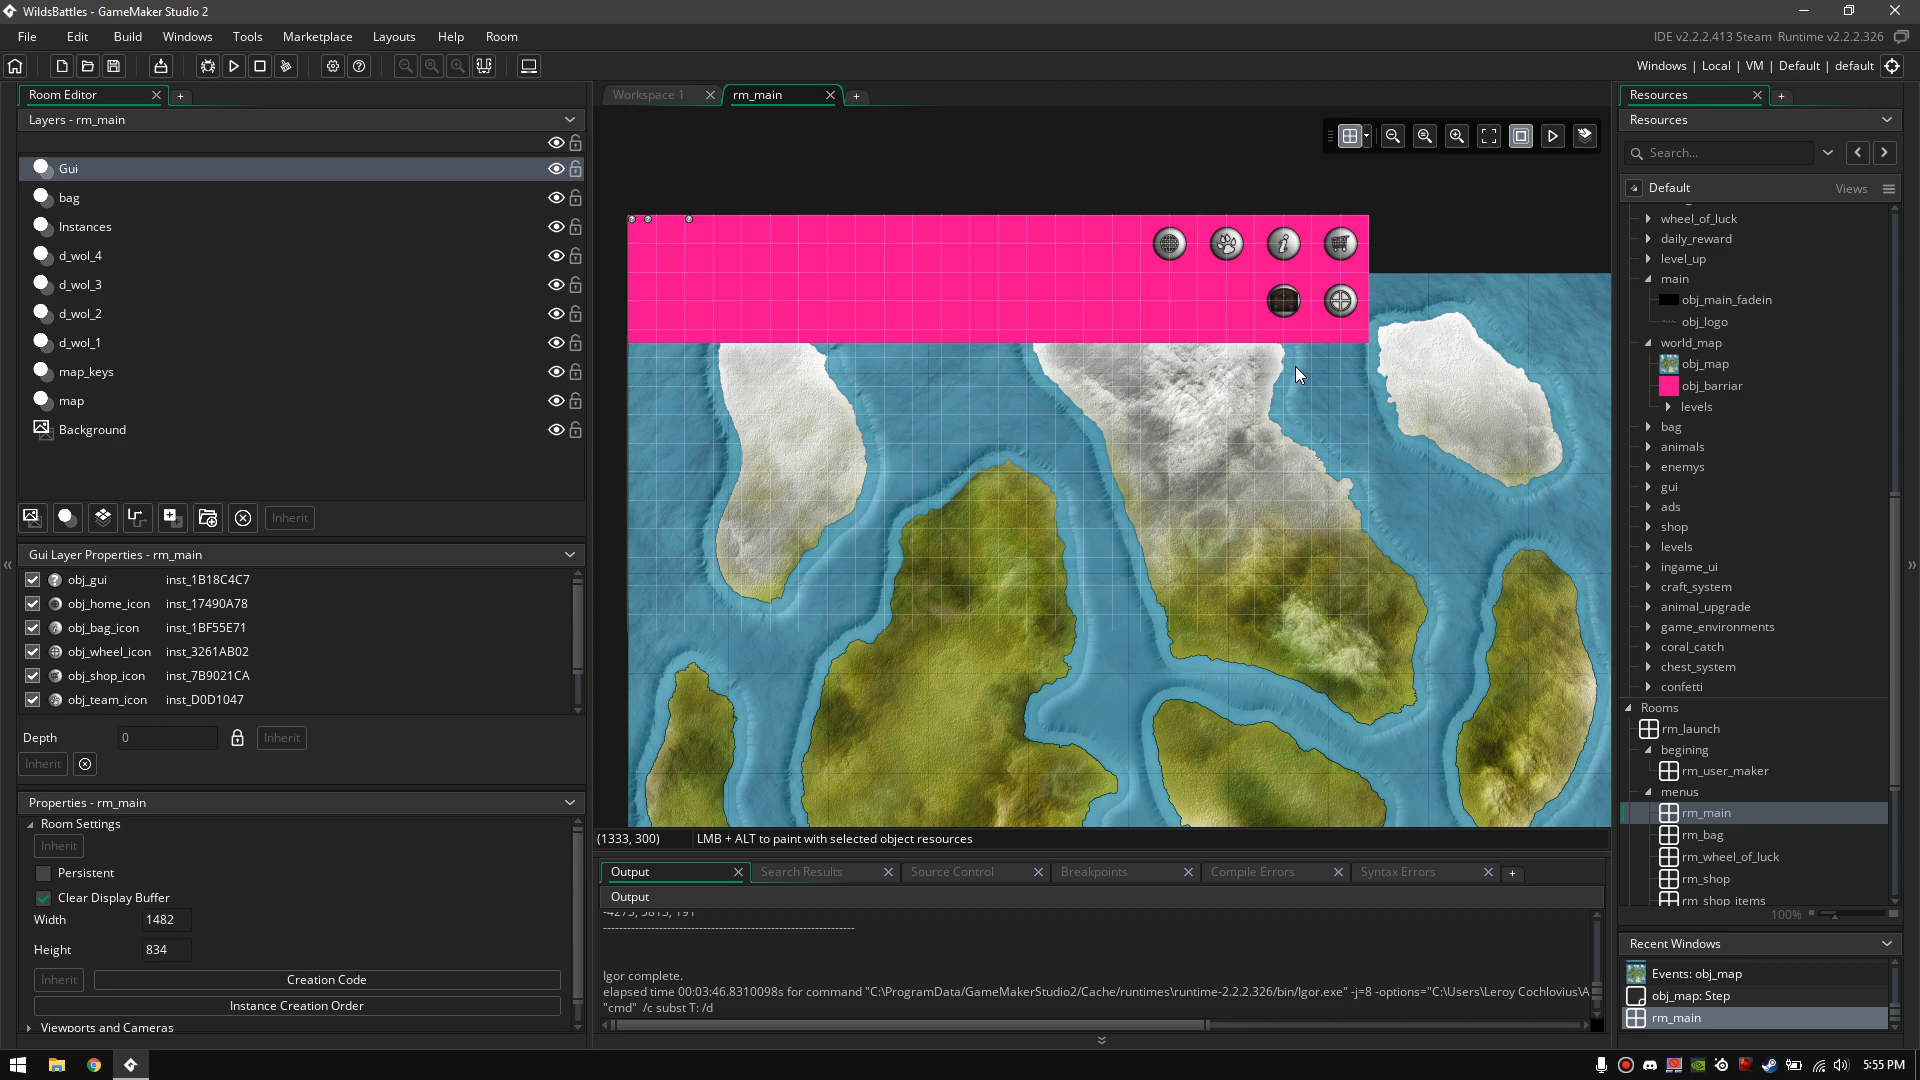 WildsBattles - GameMaker Studio 2
File Edit Build Windows Tools Marketplace Layouts Help Room
IDE v2.2.2.413 Steam Runtime v2.2.2.326
Windows | Local | VM | Default | default
Room Editor
Layers - rm_main
Gui
bag
Instances
d_wol_4
d_wol_3
d_wol_2
d_wol_1
map_keys
map
Background
Inherit
Gui Layer Properties - rm_main
obj_gui inst_1B18C4C7
obj_home_icon inst_17490A78
obj_bag_icon inst_1BF55E71
obj_wheel_icon inst_3261AB02
obj_shop_icon inst_7B9021CA
obj_team_icon inst_D0D1047
Depth 0 Inherit
Inherit
Properties - rm_main
Room Settings
Inherit
Persistent
Clear Display Buffer
Width 1482
Height 834
Inherit Creation Code
Instance Creation Order
Viewports and Cameras
Workspace 1 rm_main
(1333, 300) LMB + ALT to paint with selected object resources
Output Search Results Source Control Breakpoints Compile Errors Syntax Errors
Output
-4275, 5815, 191
Igor complete.
elapsed time 00:03:46.8310098s for command "C:\ProgramData/GameMakerStudio2/Cache/runtimes\runtime-2.2.2.326/bin/Igor.exe" -j=8 -options="C:\Users\Leroy Cochlovius\A
"cmd" /c subst T: /d
Resources
Resources
Search...
Default Views
wheel_of_luck
daily_reward
level_up
main
obj_main_fadein
obj_logo
world_map
obj_map
obj_barriar
levels
bag
animals
enemys
gui
ads
shop
levels
ingame_ui
craft_system
animal_upgrade
game_environments
coral_catch
chest_system
confetti
Rooms
rm_launch
begining
rm_user_maker
menus
rm_main
rm_bag
rm_wheel_of_luck
rm_shop
rm_shop_items
100%
Recent Windows
Events: obj_map
obj_map: Step
rm_main
5:55 PM